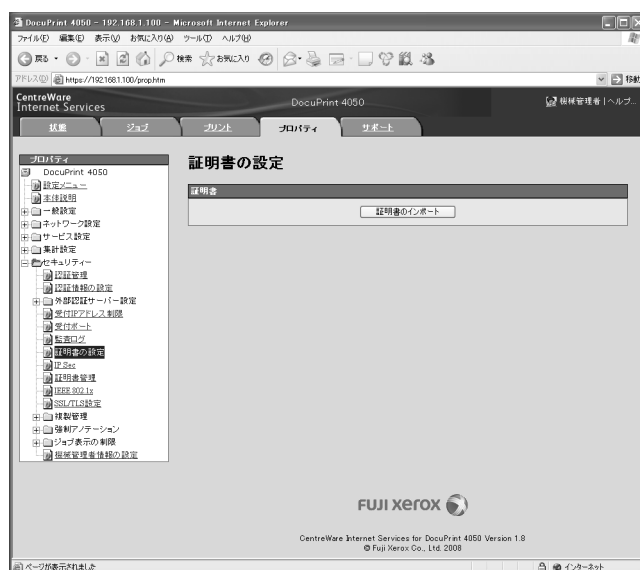 DocuPrint 4050 - 192.168.1.100 - Microsoft Internet Explorer
ファイル(F) 編集(E) 表示(V) お気に入り(A) ツール(T) ヘルプ(H)
戻る 検索 お気に入り
アドレス(D) https://192.168.1.100/prop.htm 移動
CentreWare
Internet Services
DocuPrint 4050
機械管理者 | ヘルプ...
状態 ジョブ プリント プロパティ サポート
プロパティ
DocuPrint 4050
設定メニュー
本体説明
一般設定
ネットワーク設定
サービス設定
集計設定
セキュリティー
認証管理
認証情報の設定
外部認証サーバー設定
受付IPアドレス制限
受付ポート
監査ログ
証明書の設定
IP Sec
証明書管理
IEEE 802.1x
SSL/TLS設定
複製管理
強制アノテーション
ジョブ表示の制限
機械管理者情報の設定
証明書の設定
証明書
証明書のインポート
FUJI xerox
CentreWare Internet Services for DocuPrint 4050 Version 1.8
© Fuji Xerox Co., Ltd. 2008
ページが表示されました
インターネット